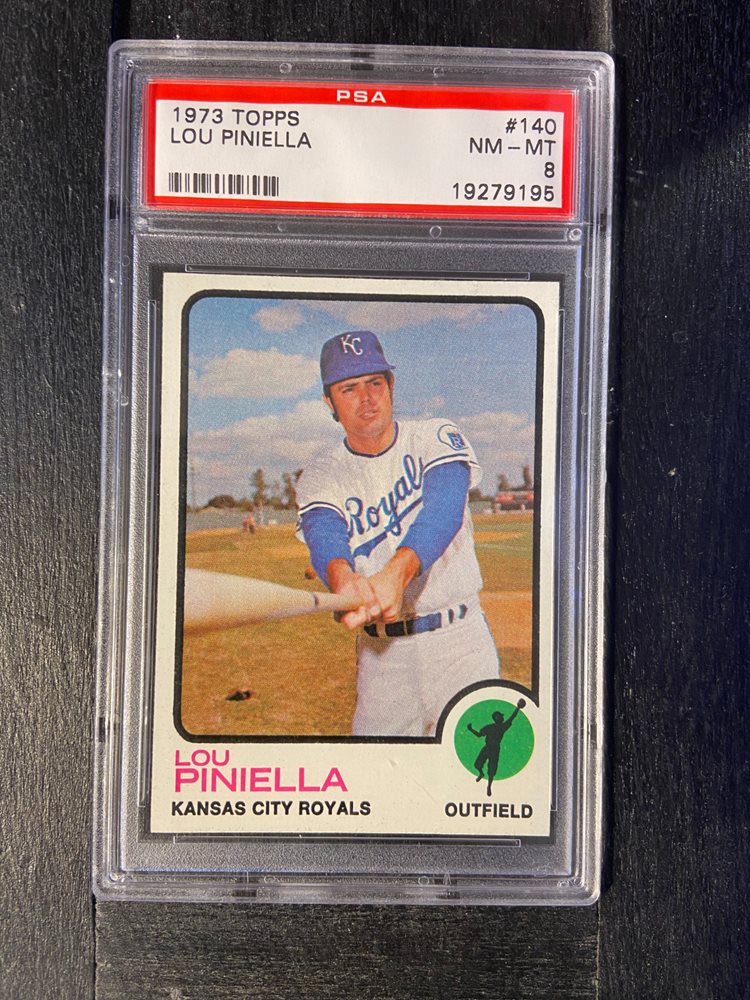 PSA
1973 TOPPS
#140
LOU PINIELLA
NM-MT
8
19279195
KC
Royals
R
LOU
PINIELLA
KANSAS CITY ROYALS
OUTFIELD